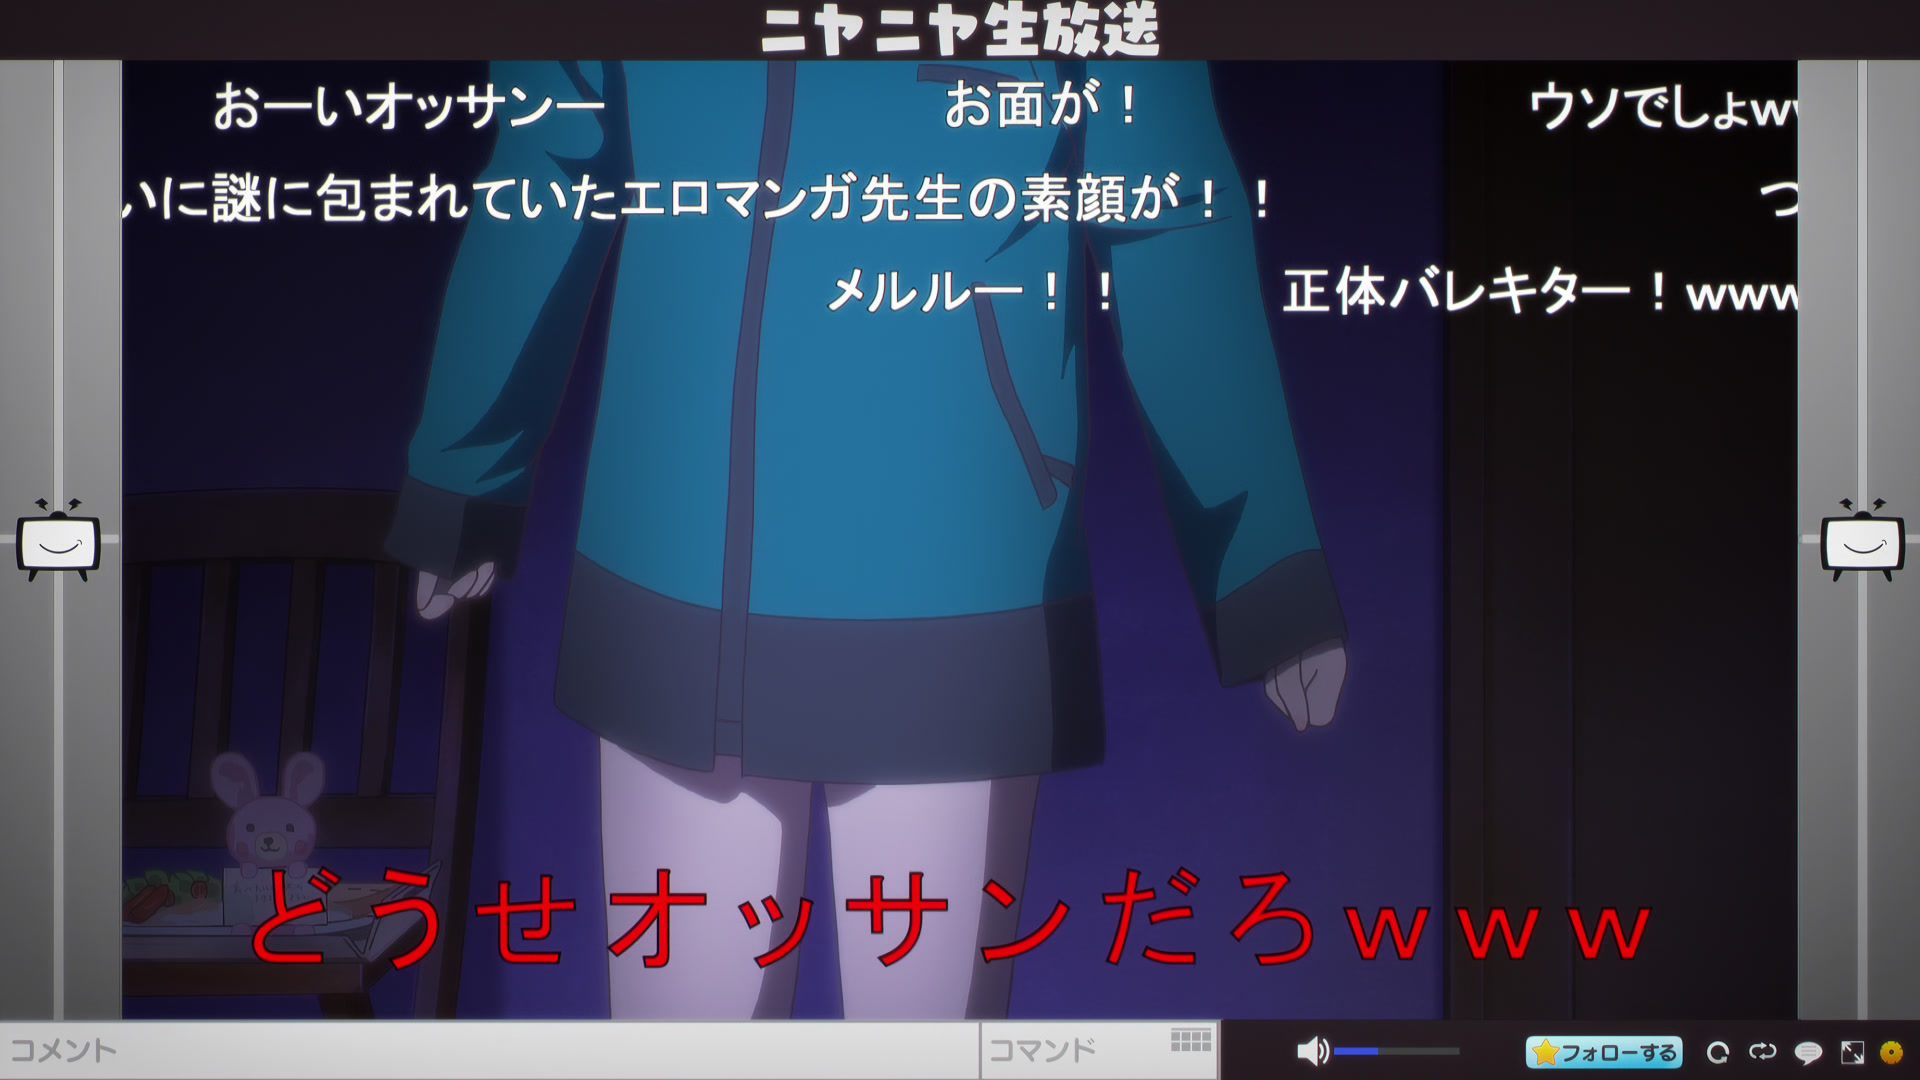 ニヤニヤ生放送
おーいオッサンー
お面が！
ウソでしょw
いに謎に包まれていたエロマンガ先生の素顔が！！
つ
メルルー！！
正体バレキター！www
どうせオッサンだろｗｗｗ
コメント
コマンド
フォローする